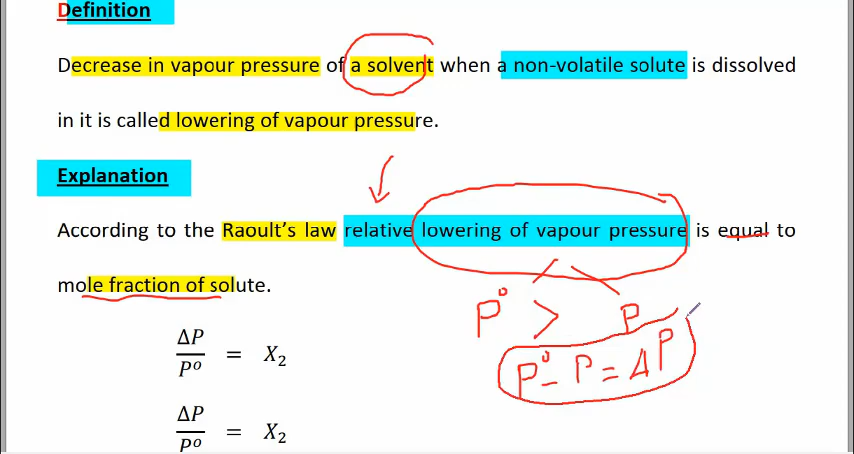 Definition
Decrease in vapour pressure of a solvent when a non-volatile solute is dissolved
in it is called lowering of vapour pressure.
Explanation
According to the Raoult's law relative lowering of vapour pressure is equal to
mole fraction of solute.
P° > P
P° - P = ΔP
ΔP/Pᵒ = X₂
ΔP/Pᵒ = X₂